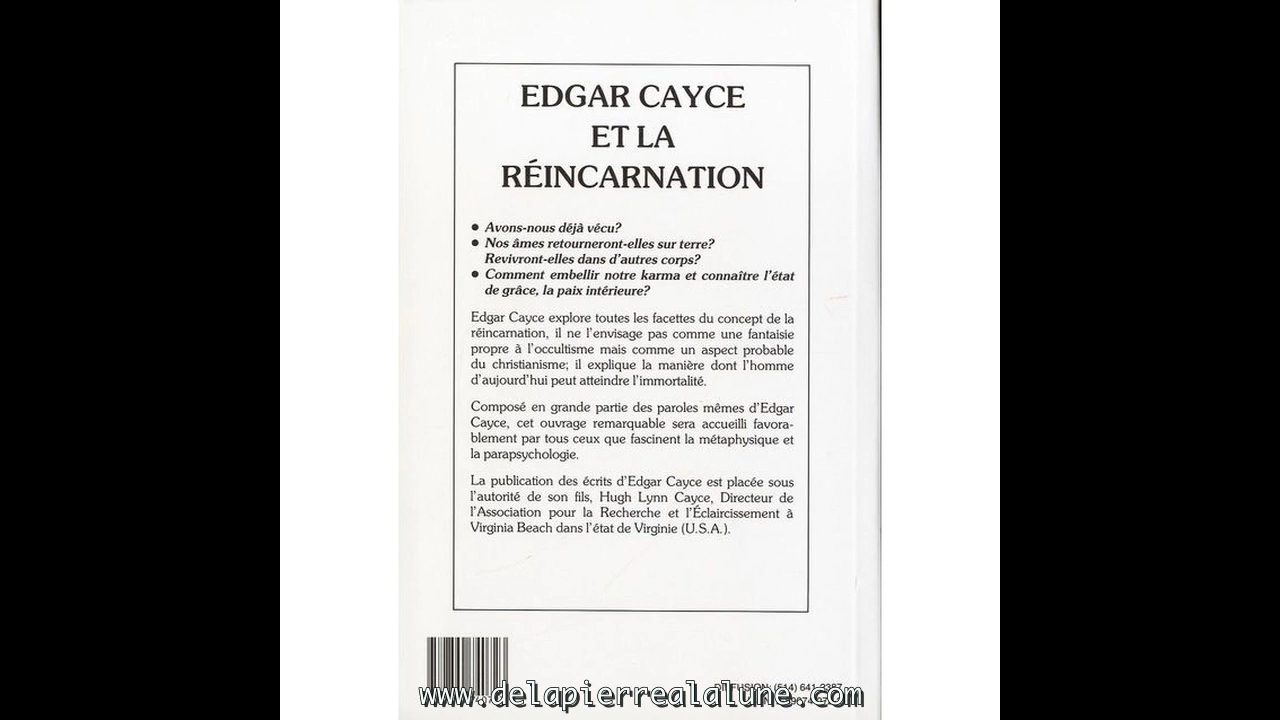 EDGAR CAYCE
ET LA
RÉINCARNATION
● Avons-nous déjà vécu?
● Nos âmes retourneront-elles sur terre?
Revivront-elles dans d'autres corps?
● Comment embellir notre karma et connaître l'état
de grâce, la paix intérieure?
Edgar Cayce explore toutes les facettes du concept de la
réincarnation, il ne l'envisage pas comme une fantaisie
propre à l'occultisme mais comme un aspect probable
du christianisme; il explique la manière dont l'homme
d'aujourd'hui peut atteindre l'immortalité.
Composé en grande partie des paroles mêmes d'Edgar
Cayce, cet ouvrage remarquable sera accueilli favora-
blement par tous ceux que fascinent la métaphysique et
la parapsychologie.
La publication des écrits d'Edgar Cayce est placée sous
l'autorité de son fils, Hugh Lynn Cayce, Directeur de
l'Association pour la Recherche et l'Éclaircissement à
Virginia Beach dans l'état de Virginie (U.S.A.).
(514) 641-2387
www.delapierrealalune.com